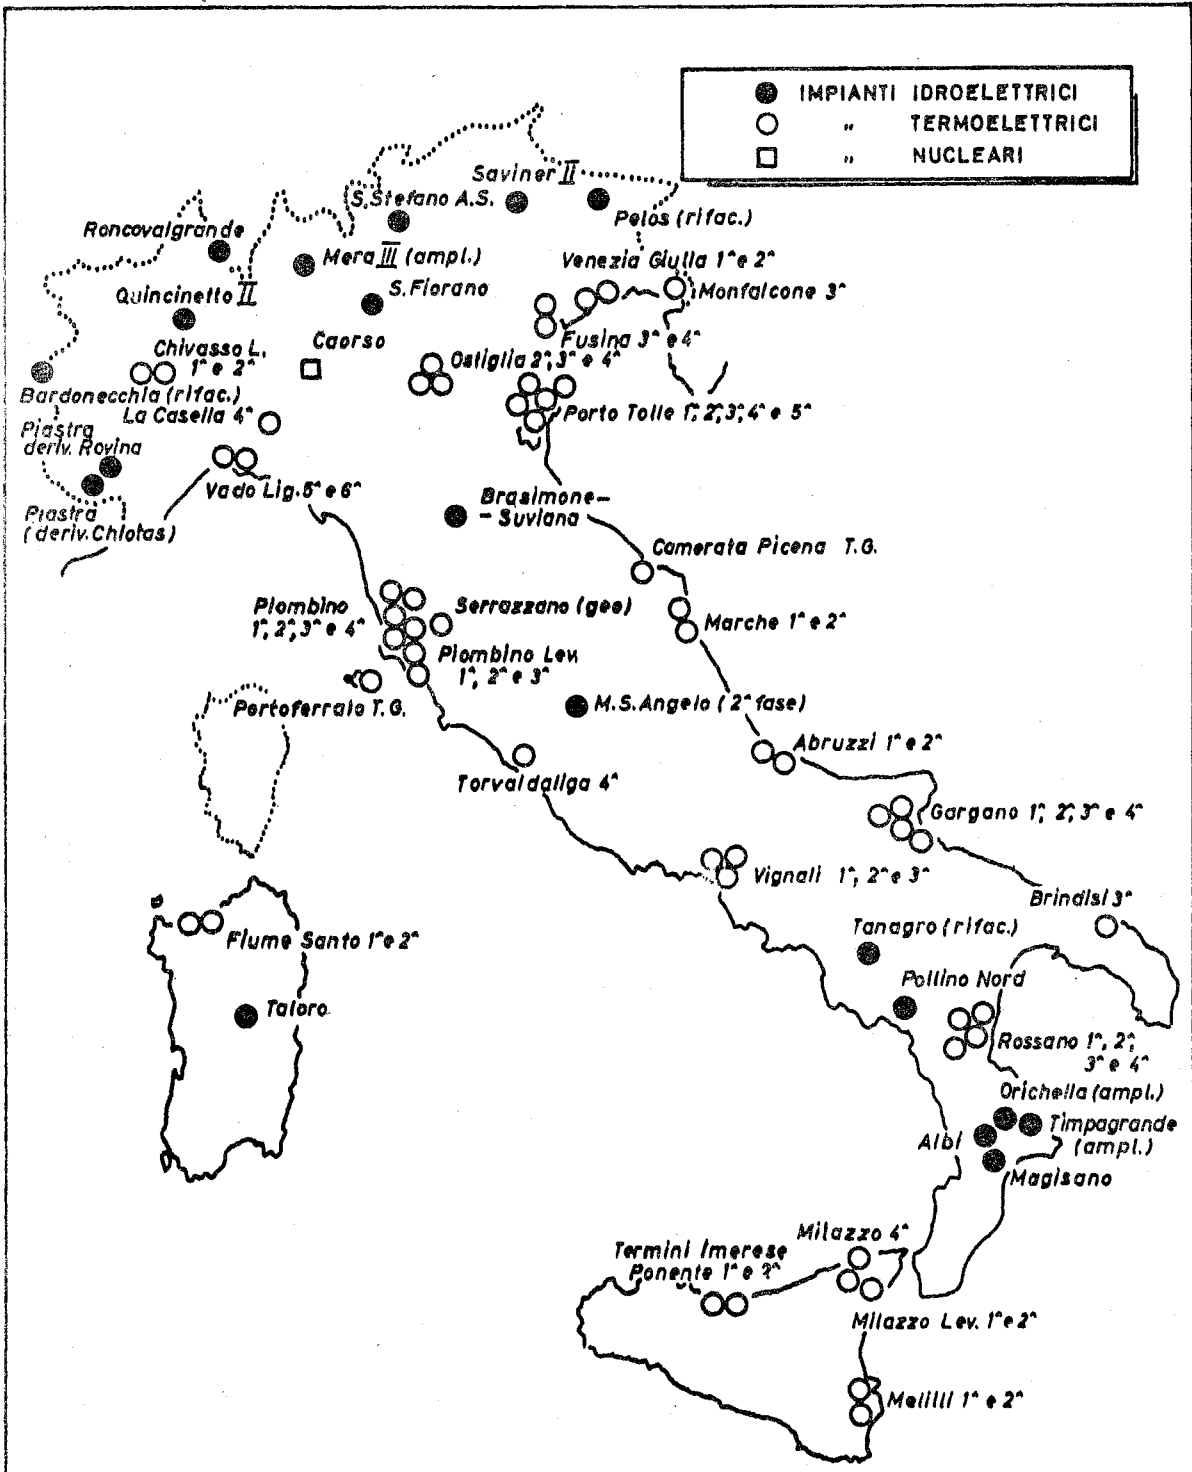 IMPIANTI IDROELETTRICI
" TERMOELETTRICI
" NUCLEARI
Saviner II
S.Stefano A.S.
Pelos (rifac.)
Roncovalgrande
Mera III (ampl.)
Venezia Giulia 1^ e 2^
Quincinetto II
S. Fiorano
Monfalcone 3^
Fusina 3^ e 4^
Chivasso L.
1^ e 2^
Caorso
Ostiglia 2^, 3^ e 4^
Bardonecchia (rifac.)
La Casella 4^
Porto Tolle 1^, 2^, 3^, 4^ e 5^
Piastra
deriv. Rovina
Vado Lig. 5^ e 6^
Piastra
(deriv. Chiotas)
Brasimone-
- Suviana
Camerata Picena T.G.
Piombino
1^, 2^, 3^ e 4^
Serrazzano (geo)
Marche 1^ e 2^
Piombino Lev.
1^, 2^ e 3^
Portoferraio T.G.
M.S.Angelo (2^ fase)
Abruzzi 1^ e 2^
Torvaldaliga 4^
Gargano 1^, 2^, 3^ e 4^
Vignali 1^, 2^ e 3^
Brindisi 3^
Tanagro (rifac.)
Fiume Santo 1^ e 2^
Pollino Nord
Taloro
Rossano 1^, 2^,
3^ e 4^
Orichella (ampl.)
Timpagrande
(ampl.)
Albi
Magisano
Milazzo 4^
Termini Imerese
Ponente 1^ e ?^
Milazzo Lev. 1^ e 2^
Melilli 1^ e 2^